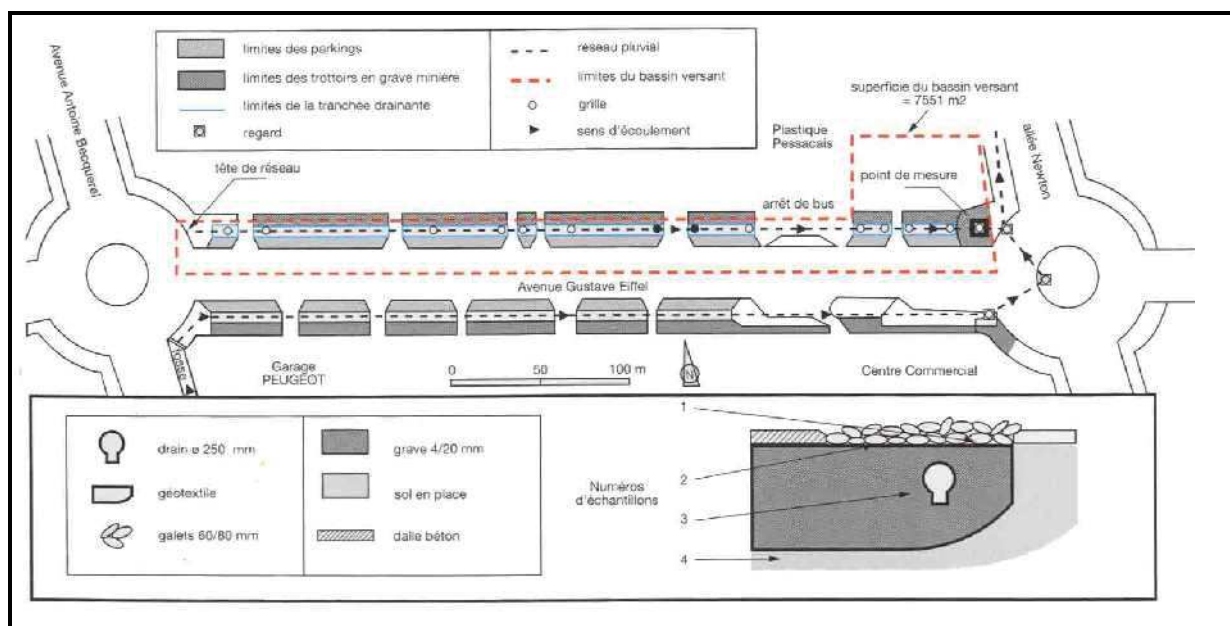 limites des parkings
limites des trottoirs en grave minière
limites de la tranchée drainante
regard
réseau pluvial
limites du bassin versant
grille
sens d'écoulement
superficie du bassin versant
= 7551 m2
Avenue Antoine Becquerel
tête de réseau
Plastique
Pessacais
allée Newton
point de mesure
arrêt de bus
Avenue Gustave Eiffel
fossé
Garage
PEUGEOT
0 50 100 m
N
Centre Commercial
drain ø 250 mm
géotextile
galets 60/80 mm
grave 4/20 mm
sol en place
dalle béton
Numéros
d'échantillons
1
2
3
4